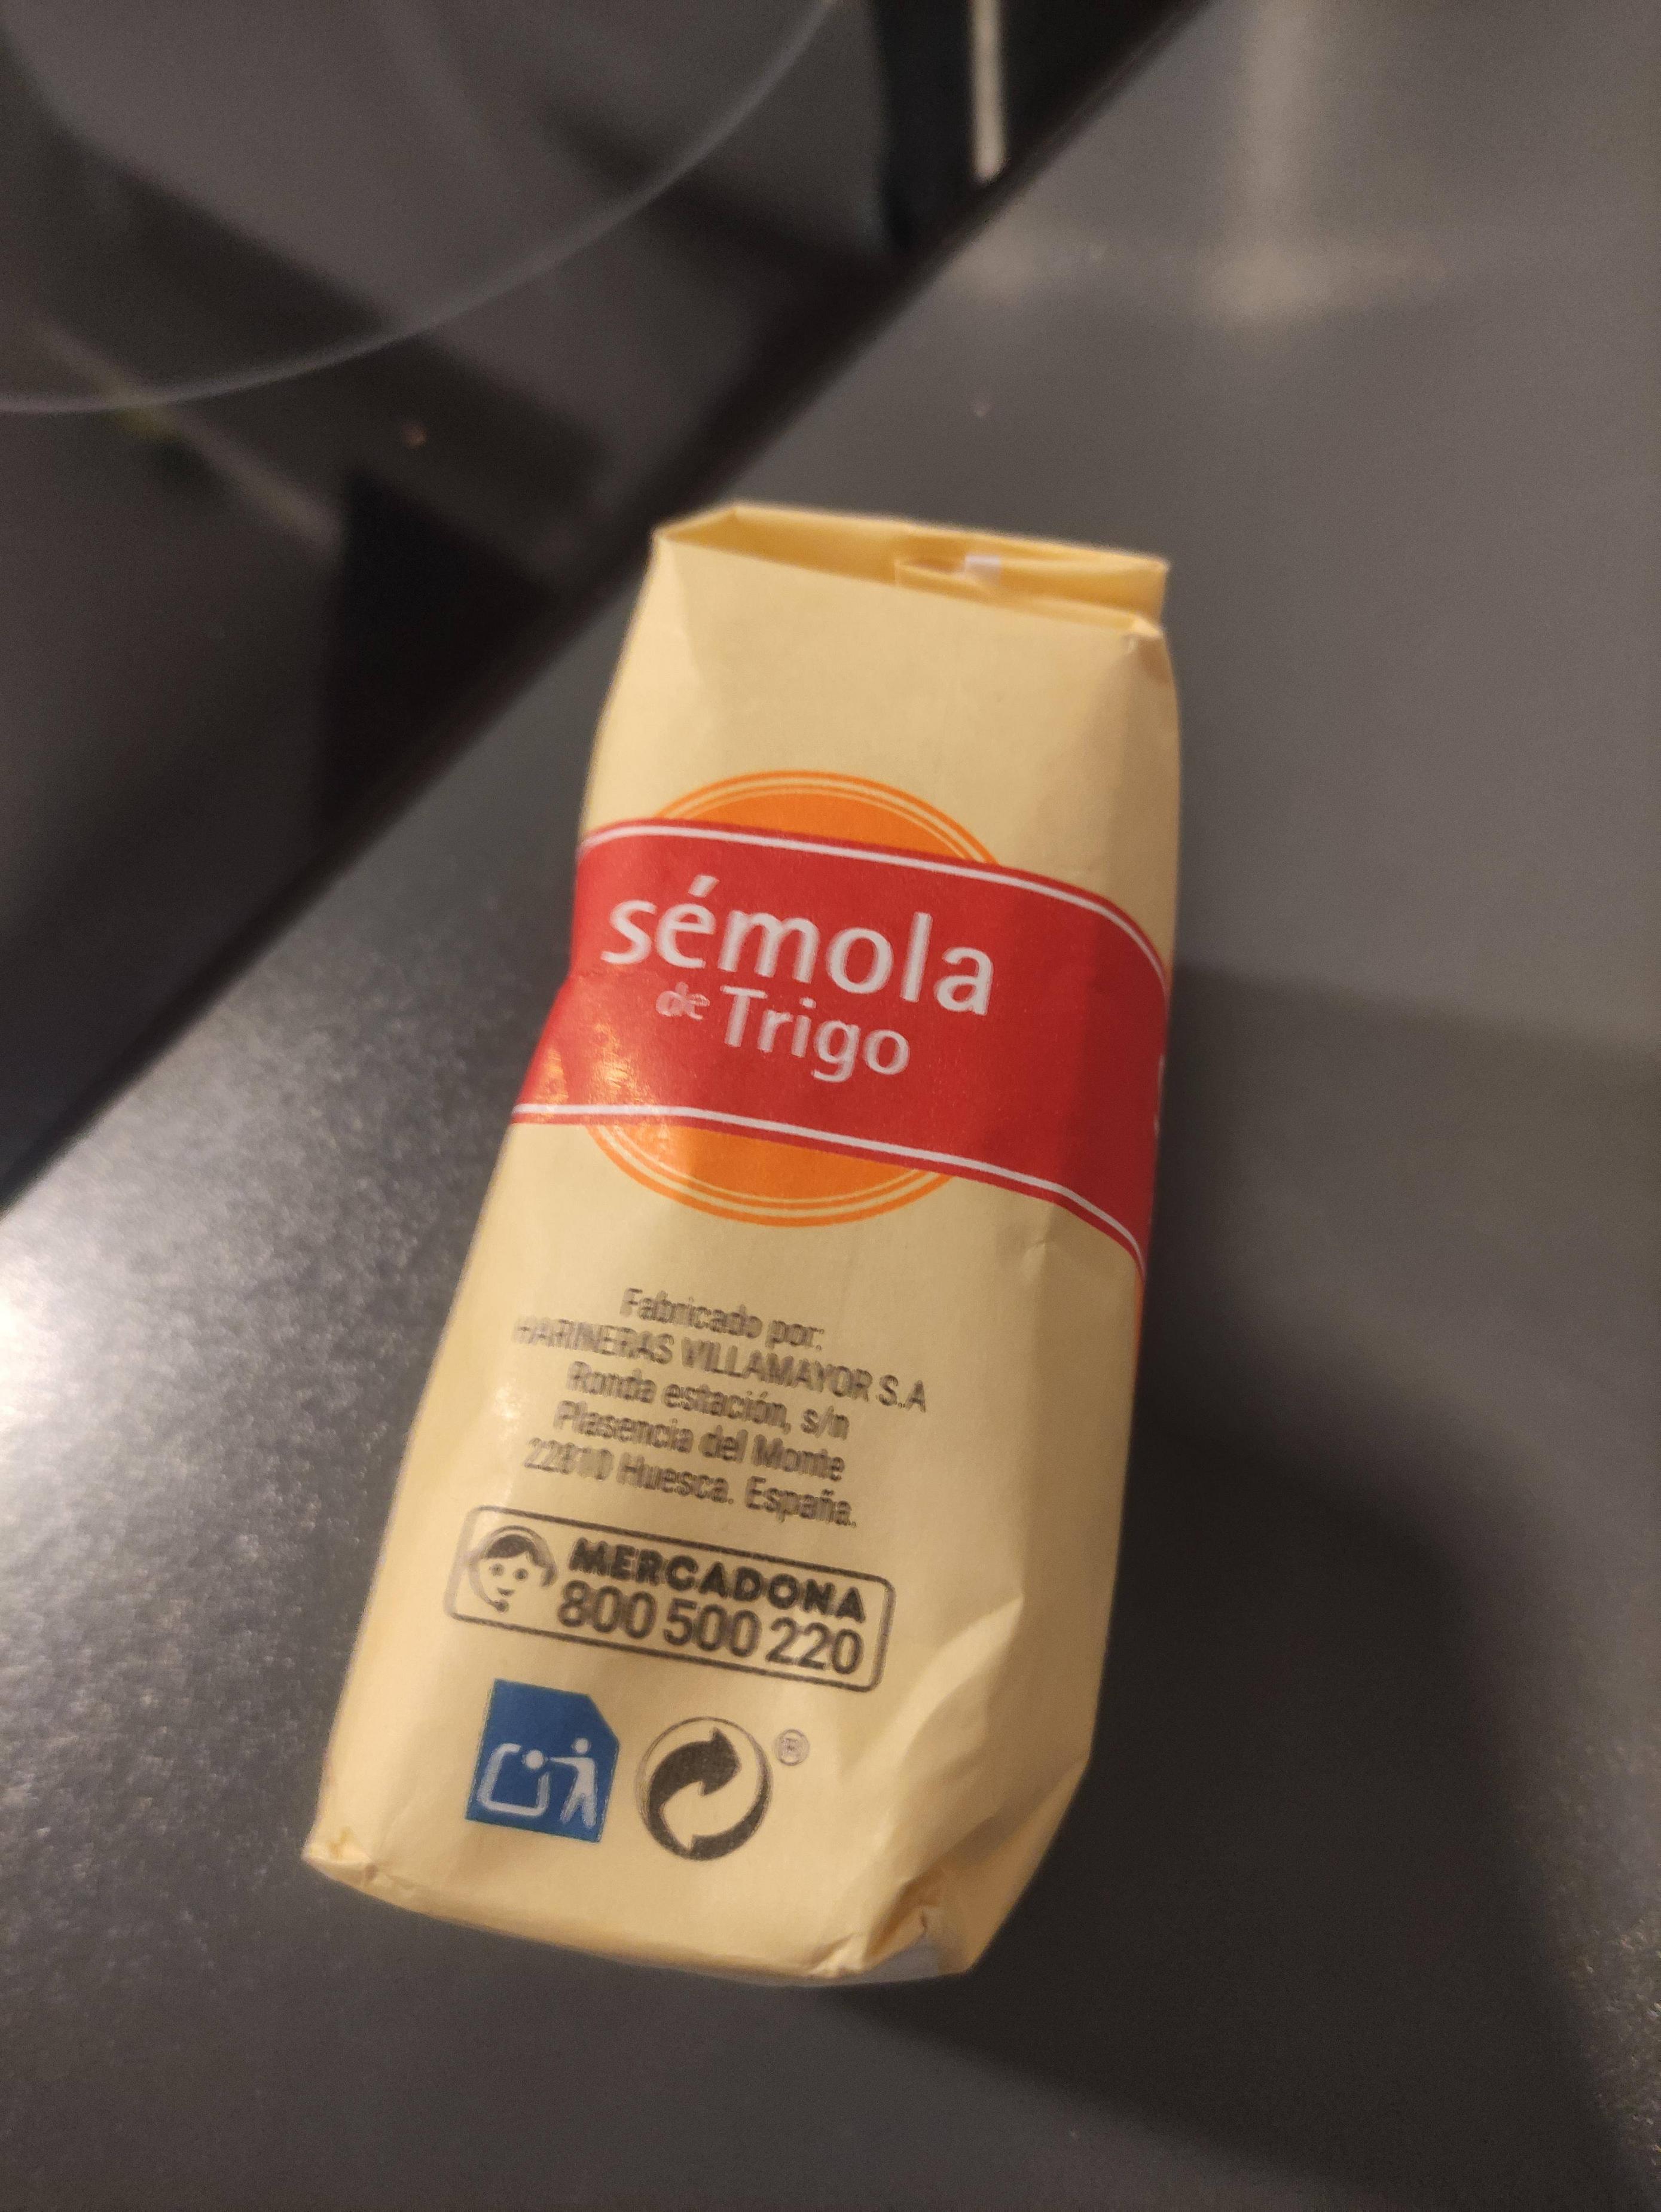 sémola
de Trigo
Fabricado por:
HARINERAS VILLAMAYOR S.A
Ronda estación, s/n
Plasencia del Monte
22810 Huesca. España.
MERCADONA
800 500 220
®